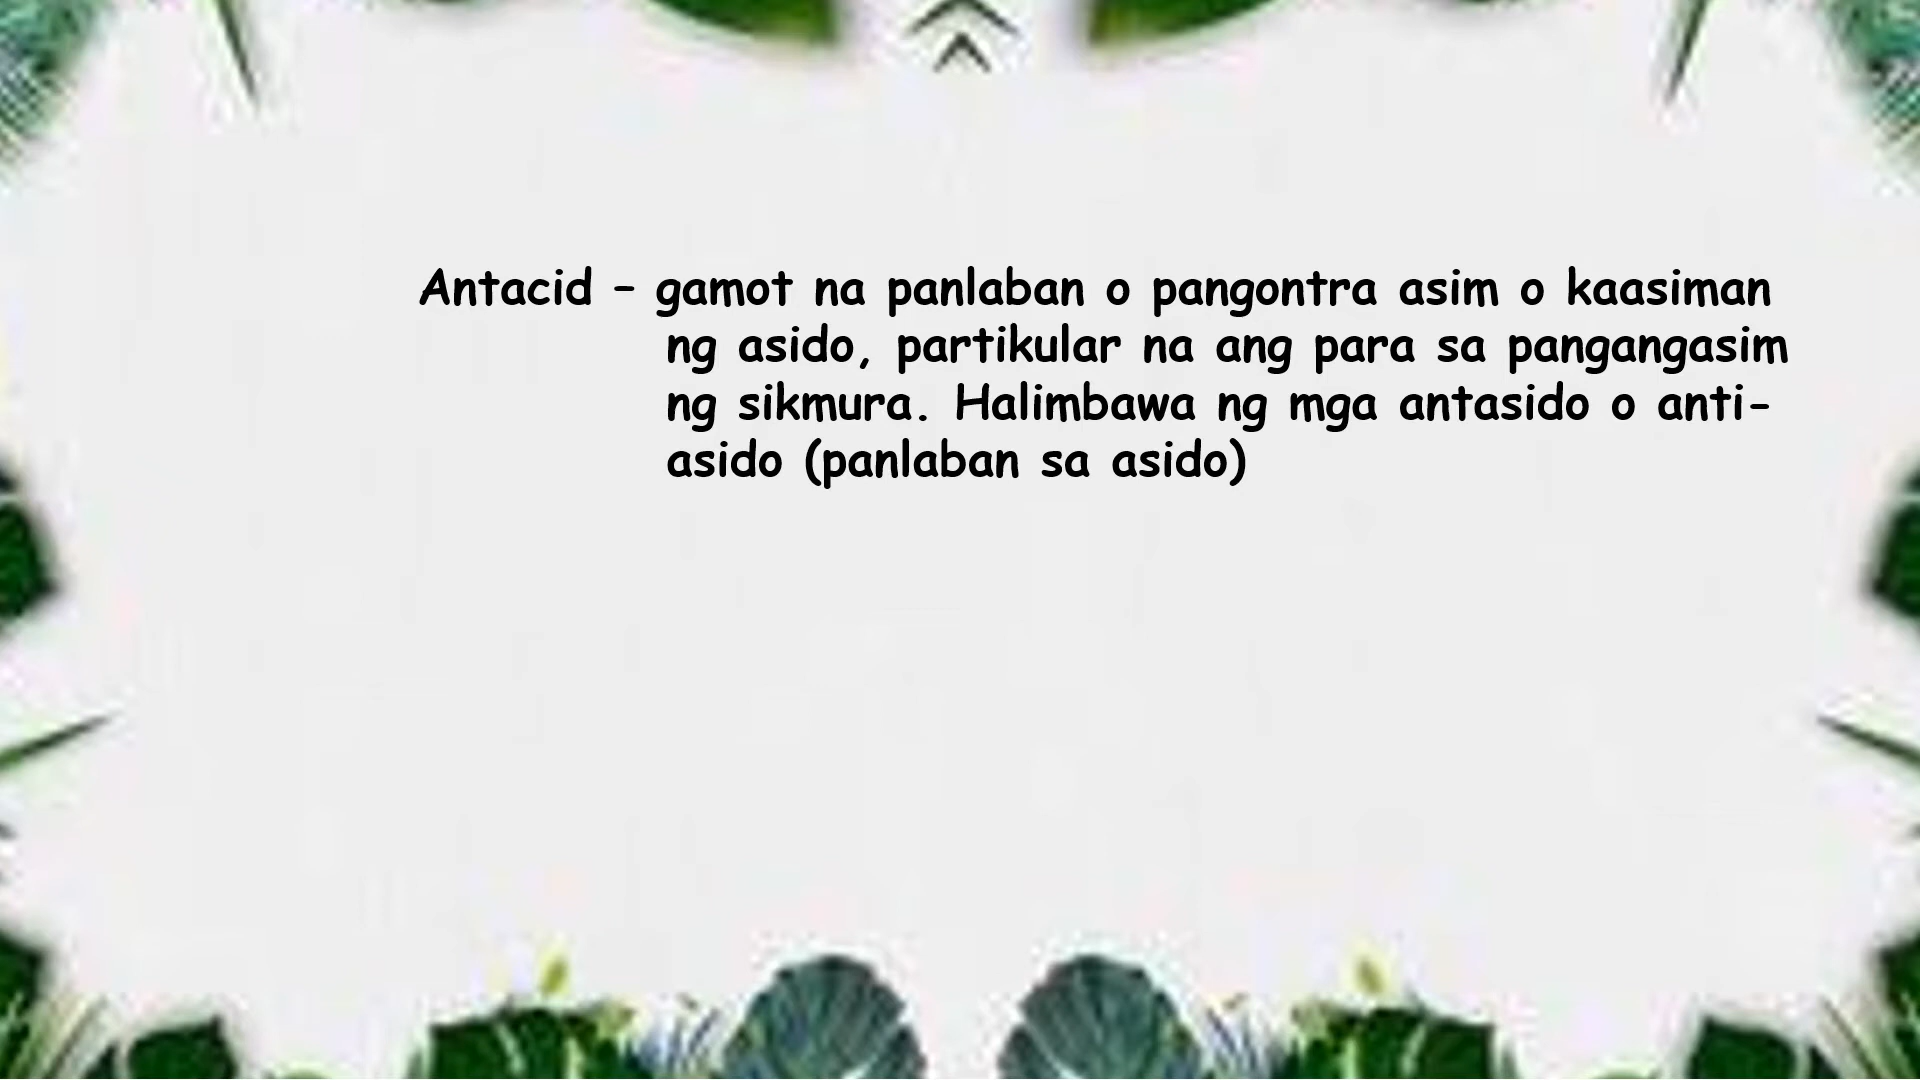 Antacid – gamot na panlaban o pangontra asim o kaasiman
ng asido, partikular na ang para sa pangangasim
ng sikmura. Halimbawa ng mga antasido o anti-
asido (panlaban sa asido)